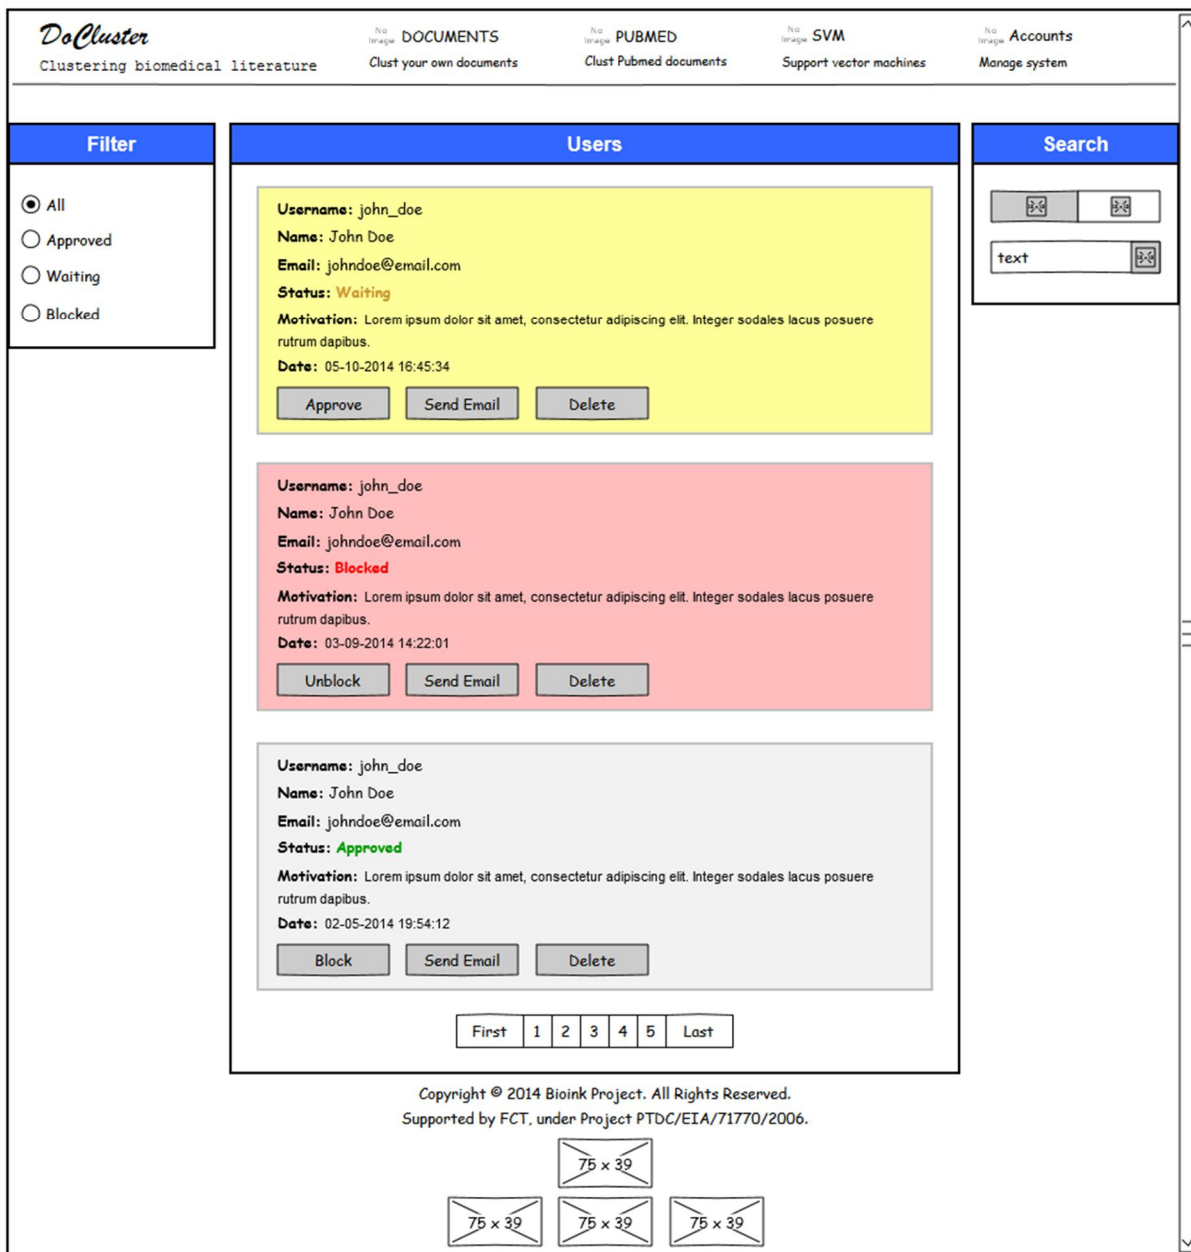 DoCluster
Clustering biomedical literature
No Image DOCUMENTS
Clust your own documents
No Image PUBMED
Clust Pubmed documents
No Image SVM
Support vector machines
No Image Accounts
Manage system
Filter
All
Approved
Waiting
Blocked
Users
Username: john_doe
Name: John Doe
Email: johndoe@email.com
Status: Waiting
Motivation: Lorem ipsum dolor sit amet, consectetur adipiscing elit. Integer sodales lacus posuere
rutrum dapibus.
Date: 05-10-2014 16:45:34
Approve Send Email Delete
Username: john_doe
Name: John Doe
Email: johndoe@email.com
Status: Blocked
Motivation: Lorem ipsum dolor sit amet, consectetur adipiscing elit. Integer sodales lacus posuere
rutrum dapibus.
Date: 03-09-2014 14:22:01
Unblock Send Email Delete
Username: john_doe
Name: John Doe
Email: johndoe@email.com
Status: Approved
Motivation: Lorem ipsum dolor sit amet, consectetur adipiscing elit. Integer sodales lacus posuere
rutrum dapibus.
Date: 02-05-2014 19:54:12
Block Send Email Delete
First 1 2 3 4 5 Last
Search
text
Copyright © 2014 Bioink Project. All Rights Reserved.
Supported by FCT, under Project PTDC/EIA/71770/2006.
75 x 39
75 x 39 75 x 39 75 x 39